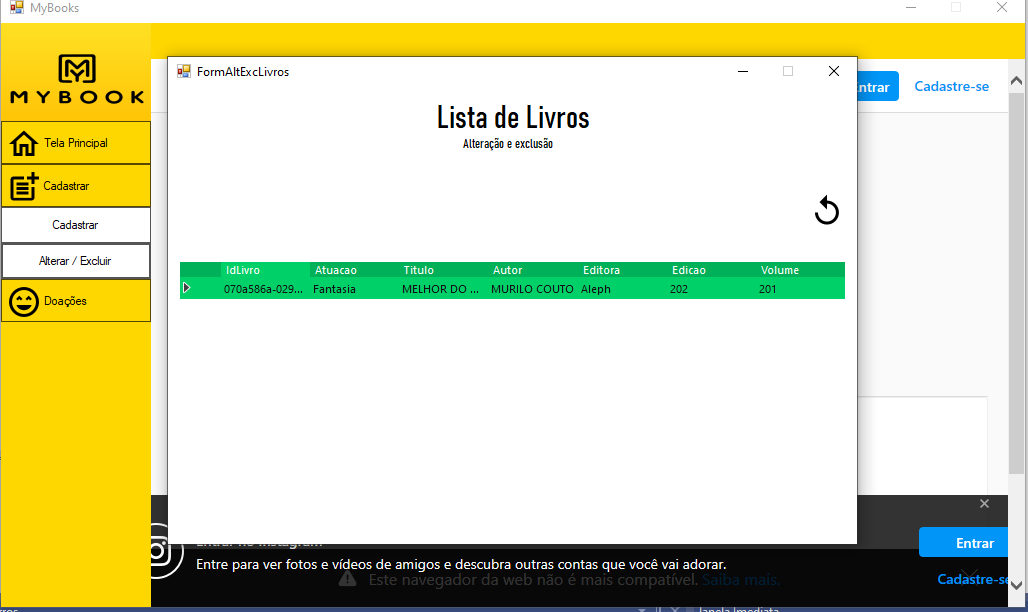 MyBooks
MYBOOK
Tela Principal
Cadastrar
Cadastrar
Alterar / Excluir
Doações
FormAltExcLivros
Lista de Livros
Alteração e exclusão
IdLivro Atuacao Titulo Autor Editora Edicao Volume
070a586a-029... Fantasia MELHOR DO ... MURILO COUTO Aleph 202 201
ntrar Cadastre-se
Entre para ver fotos e vídeos de amigos e descubra outras contas que você vai adorar.
Este navegador da web não é mais compatível. Saiba mais.
Entrar
Cadastre-se
Janela Imediata